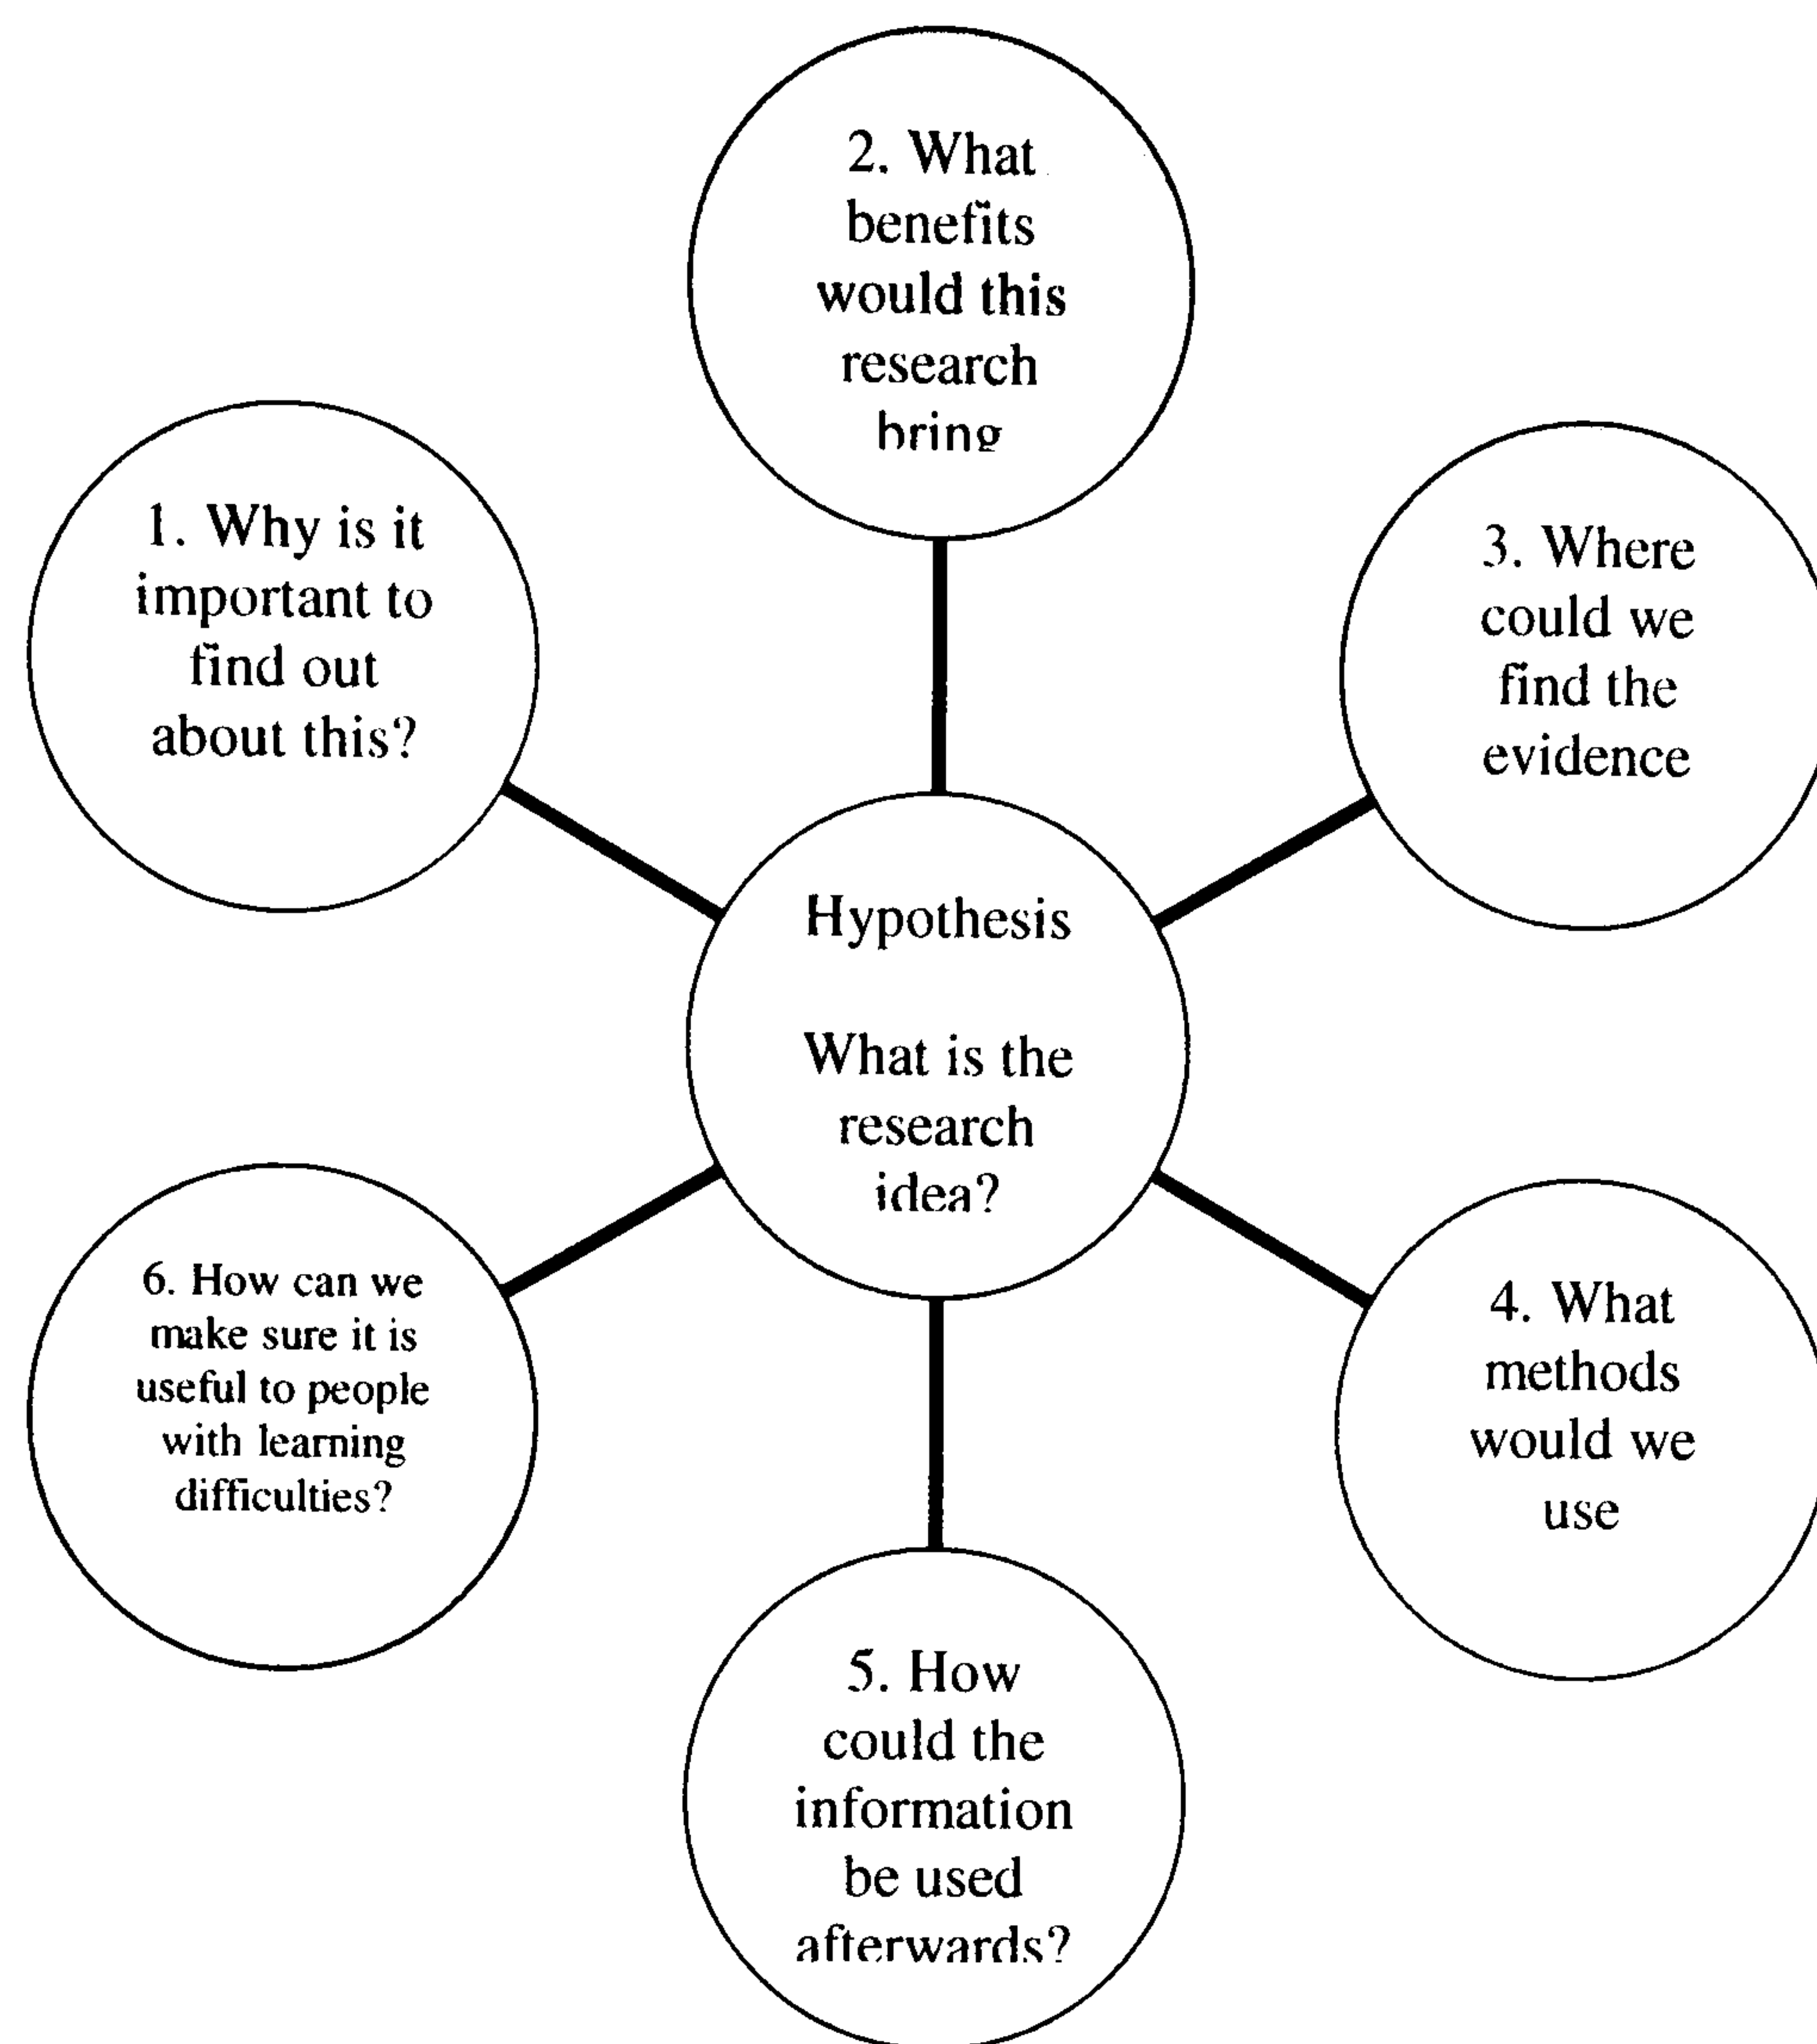 2. What
benefits
would this
research
bring
1. Why is it
important to
find out
about this?
3. Where
could we
find the
evidence
Hypothesis
What is the
research
idea?
6. How can we
make sure it is
useful to people
with learning
difficulties?
4. What
methods
would we
use
5. How
could the
information
be used
afterwards?